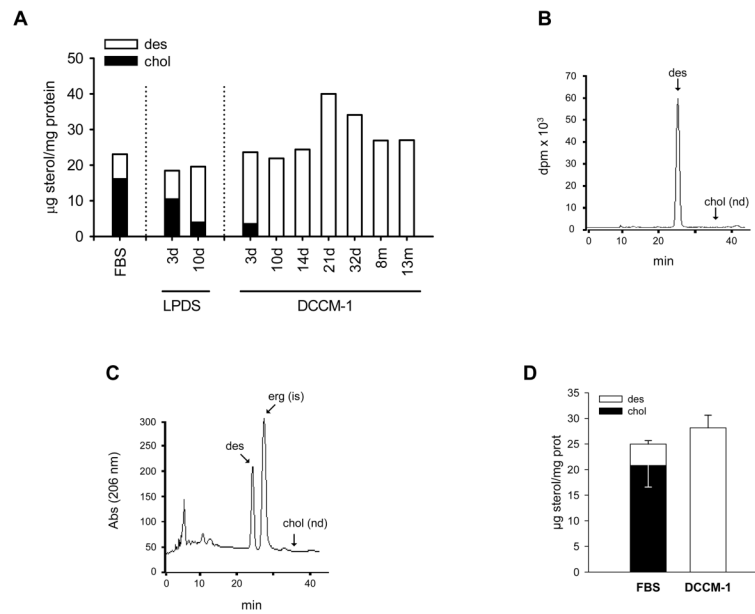 A
des
chol
µg sterol/mg protein
50
40
30
20
10
0
FBS
3d
10d
3d
10d
14d
21d
32d
8m
13m
LPDS
DCCM-1
B
dpm x 10³
70
60
50
40
30
20
10
0
des
chol (nd)
0 10 20 40
min
C
Abs (206 nm)
300
250
200
150
100
50
0
erg (is)
des
chol (nd)
0 10 20 40
min
D
des
chol
µg sterol/mg prot
35
30
25
20
15
10
5
0
FBS DCCM-1